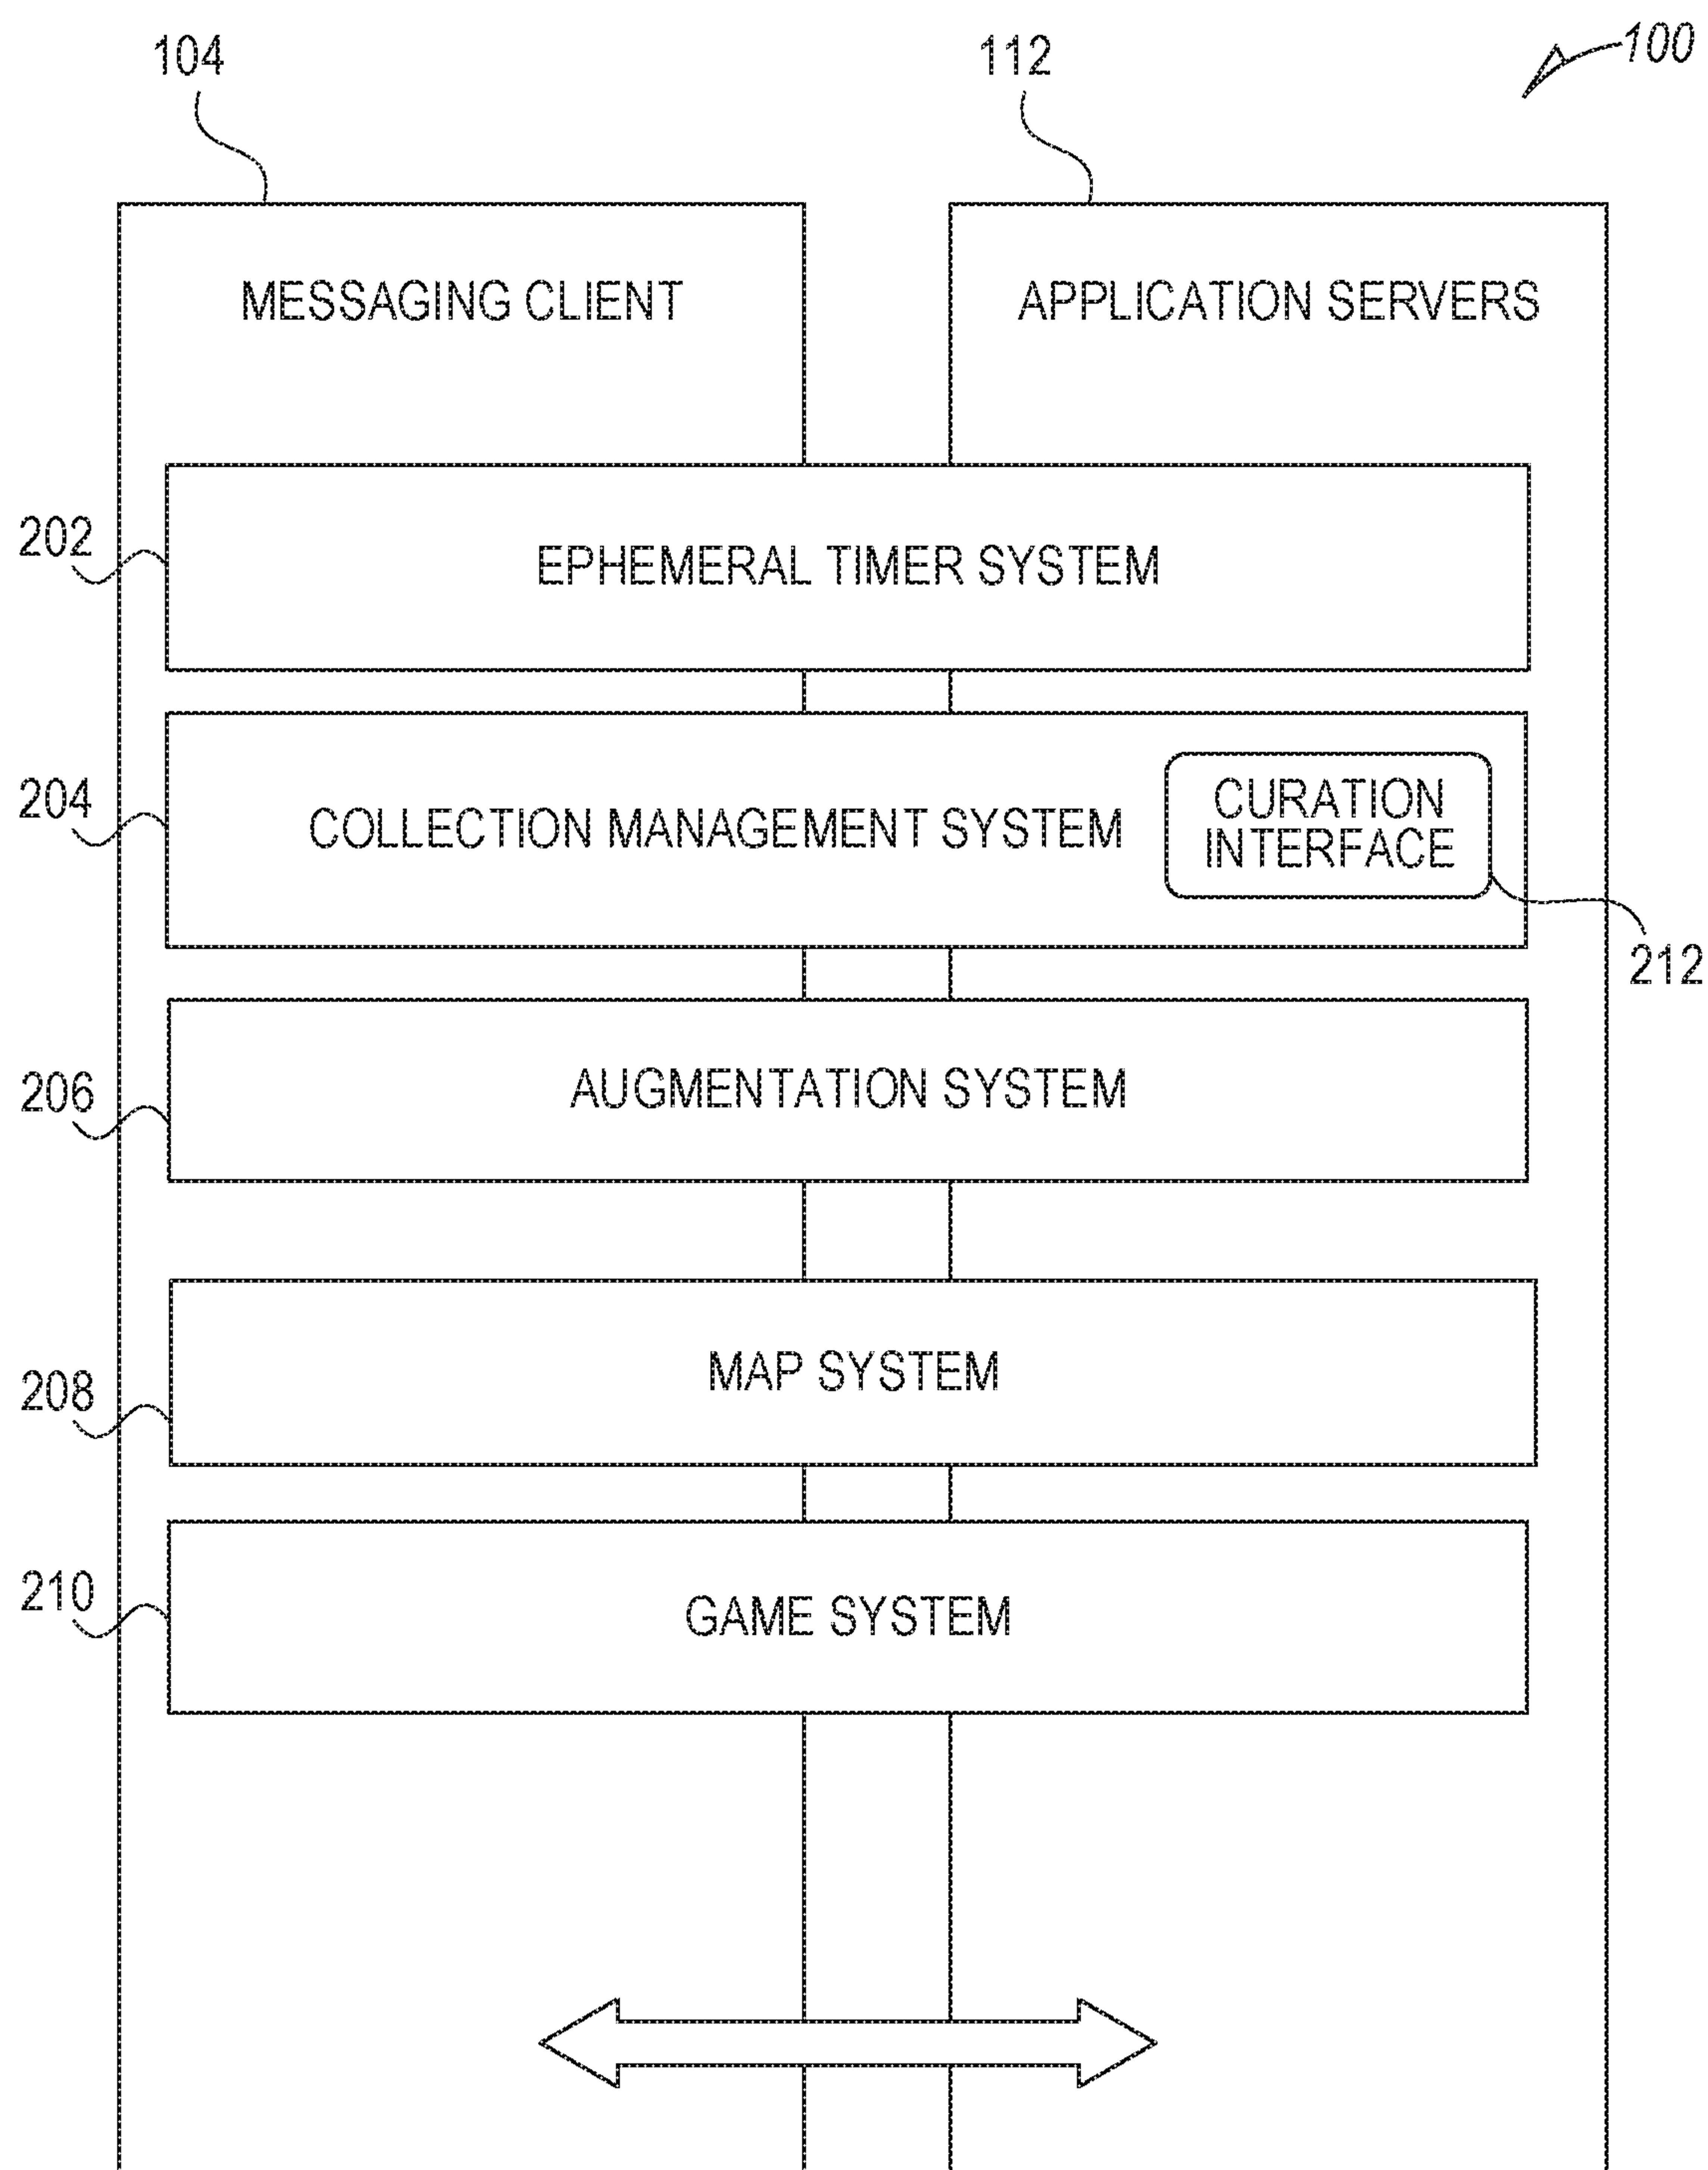 104
112
100
MESSAGING CLIENT
APPLICATION SERVERS
202
EPHEMERAL TIMER SYSTEM
204
COLLECTION MANAGEMENT SYSTEM
CURATION
INTERFACE
212
206
AUGMENTATION SYSTEM
208
MAP SYSTEM
210
GAME SYSTEM